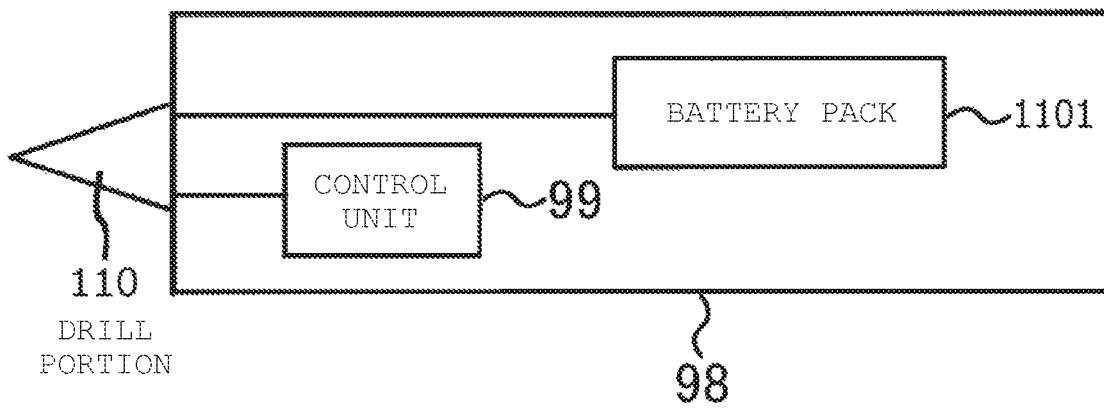 BATTERY PACK
1101
CONTROL
UNIT
99
110
DRILL
PORTION
98